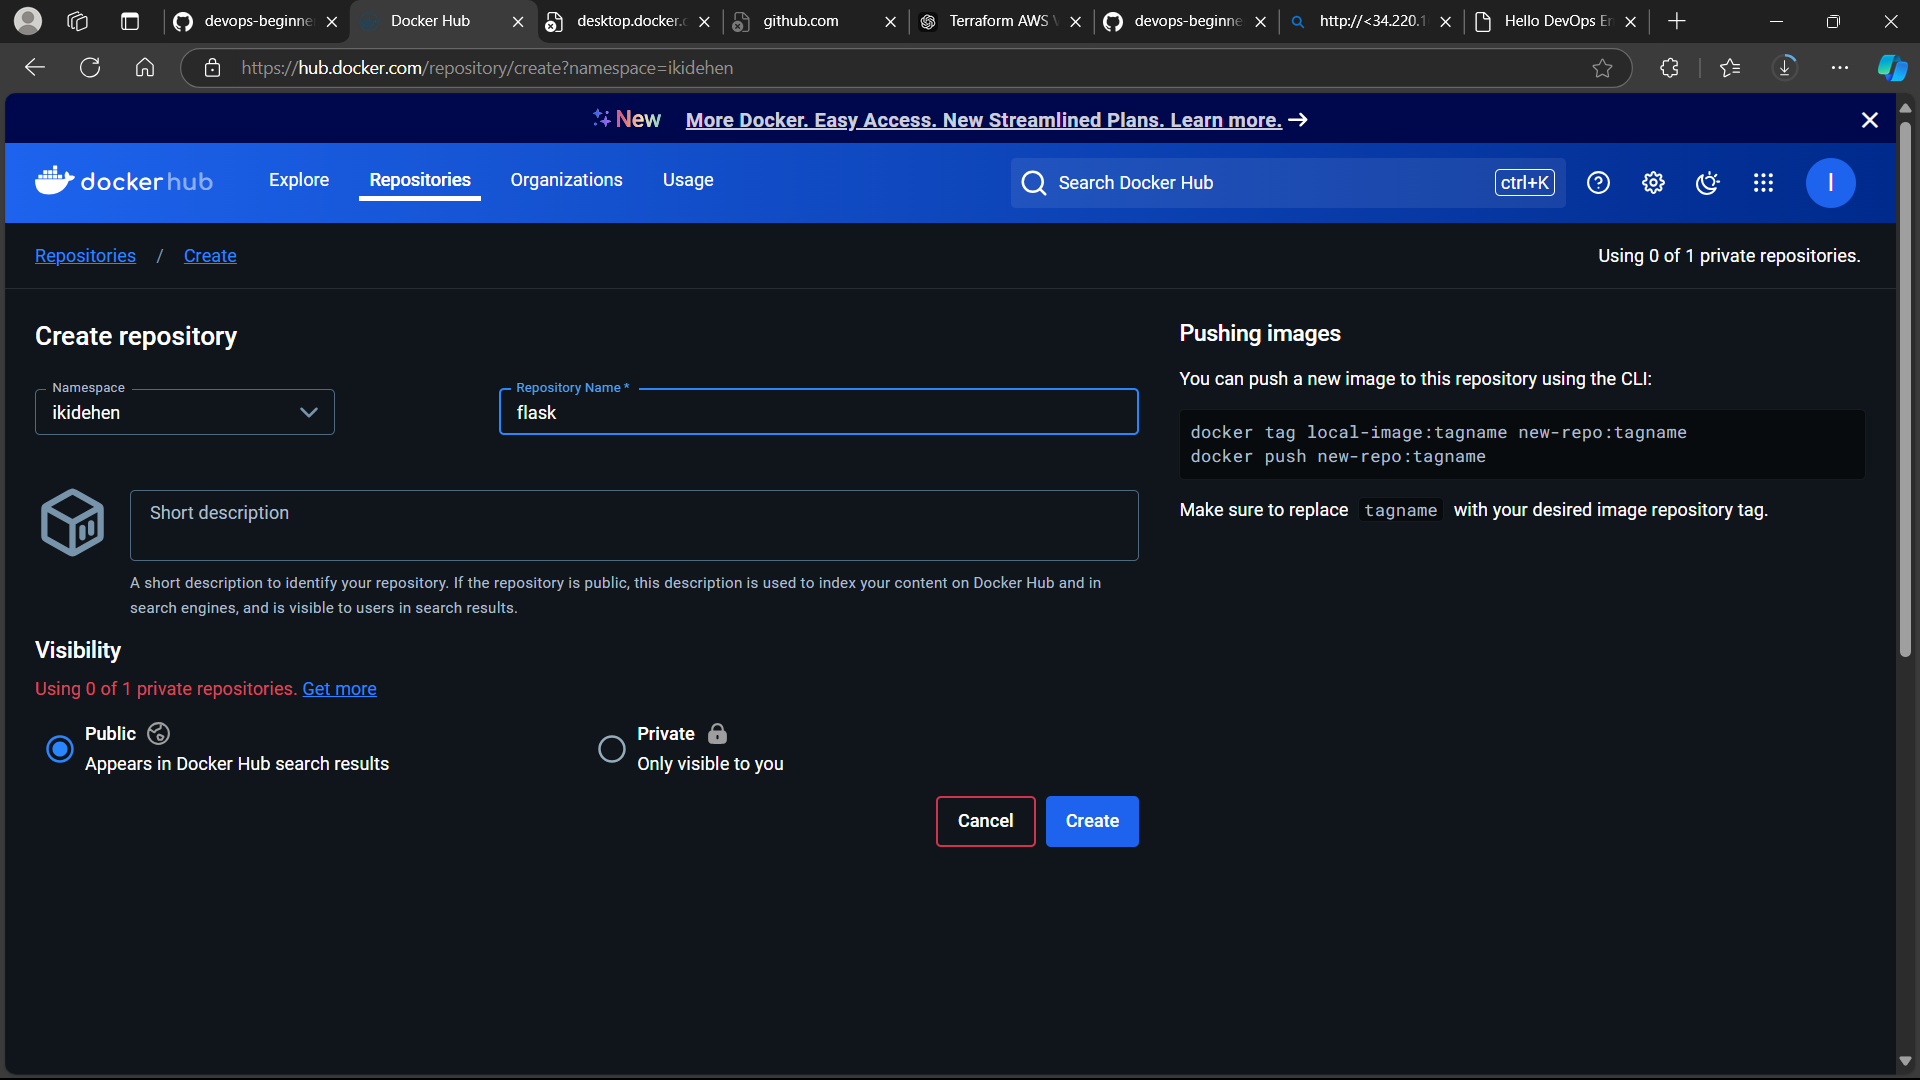 devops-beginne
Docker Hub
desktop.docker.c
github.com
Terraform AWS V
devops-beginne
http://<34.220.1
Hello DevOps En
https://hub.docker.com/repository/create?namespace=ikidehen
New More Docker. Easy Access. New Streamlined Plans. Learn more. →
dockerhub
Explore
Repositories
Organizations
Usage
Search Docker Hub
ctrl+K
I
Repositories / Create
Using 0 of 1 private repositories.
Create repository
Namespace
ikidehen
Repository Name *
flask
Short description
A short description to identify your repository. If the repository is public, this description is used to index your content on Docker Hub and in
search engines, and is visible to users in search results.
Visibility
Using 0 of 1 private repositories. Get more
Public
Appears in Docker Hub search results
Private
Only visible to you
Cancel
Create
Pushing images
You can push a new image to this repository using the CLI:
docker tag local-image:tagname new-repo:tagname
docker push new-repo:tagname
Make sure to replace tagname with your desired image repository tag.